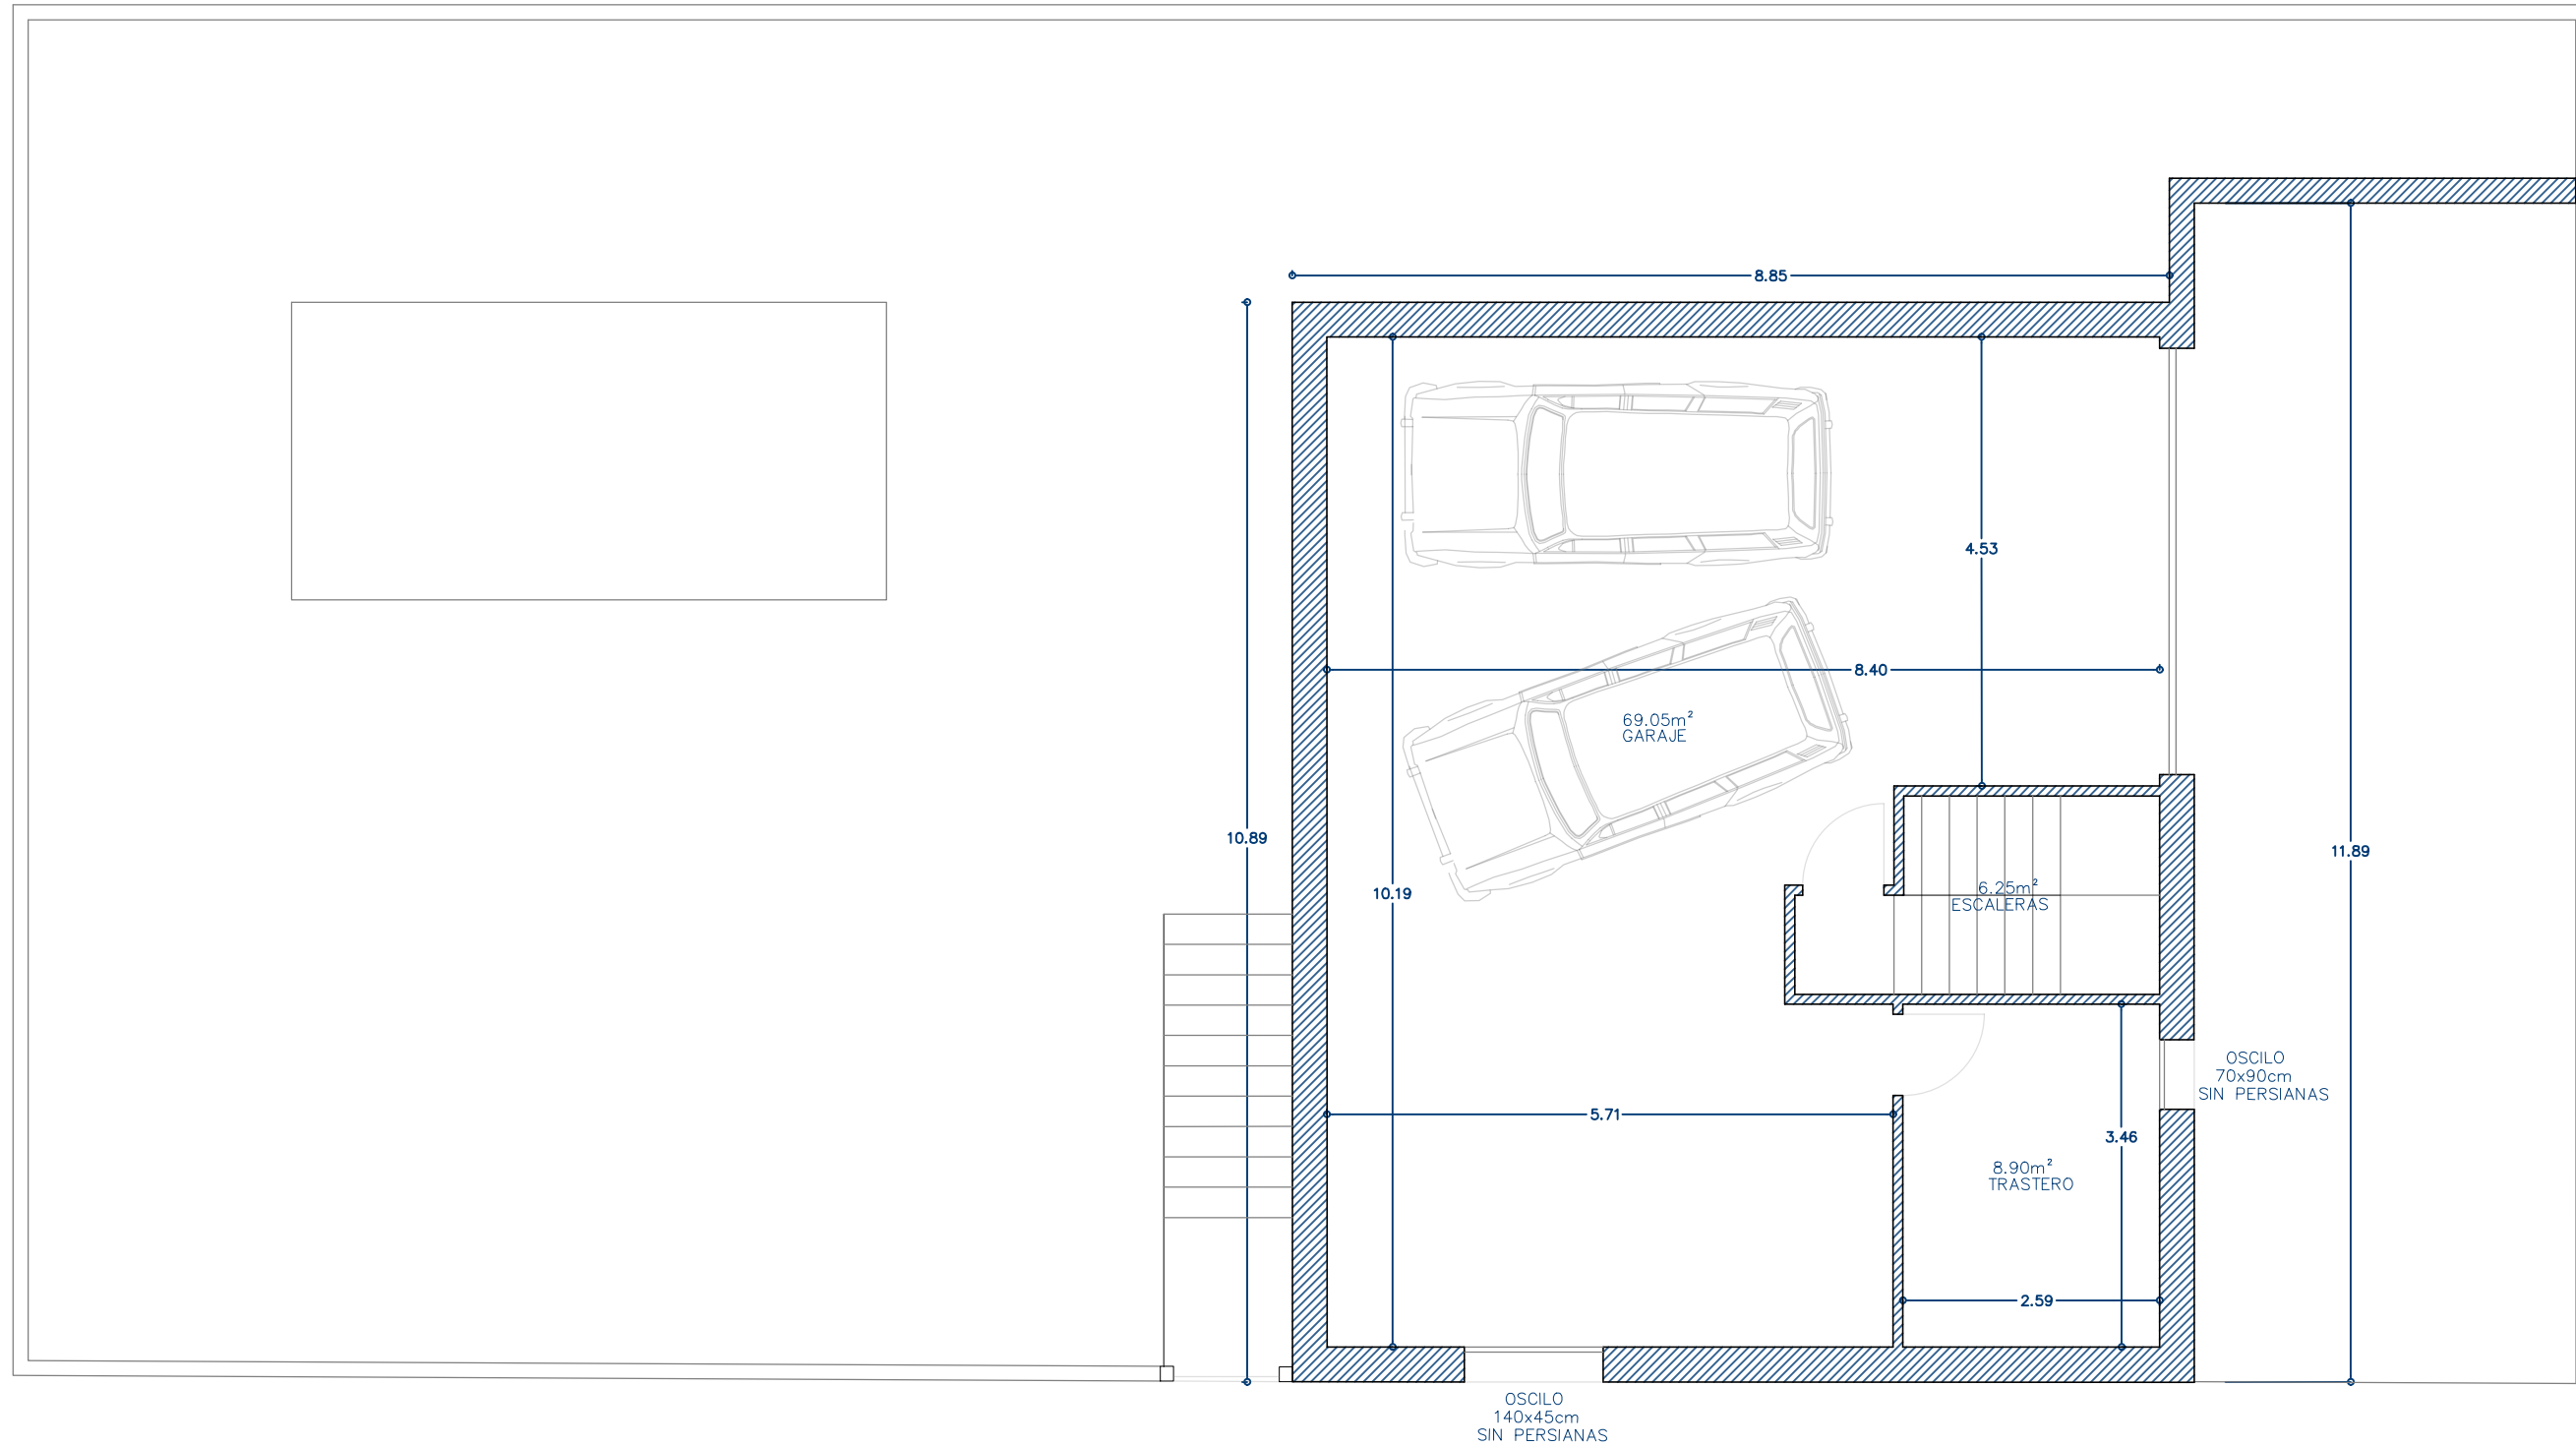 8.85
4.53
8.40
69.05m²
GARAJE
10.89
11.89
10.19
6.25m²
ESCALERAS
OSCILO
70x90cm
SIN PERSIANAS
5.71
3.46
8.90m²
TRASTERO
2.59
OSCILO
140x45cm
SIN PERSIANAS